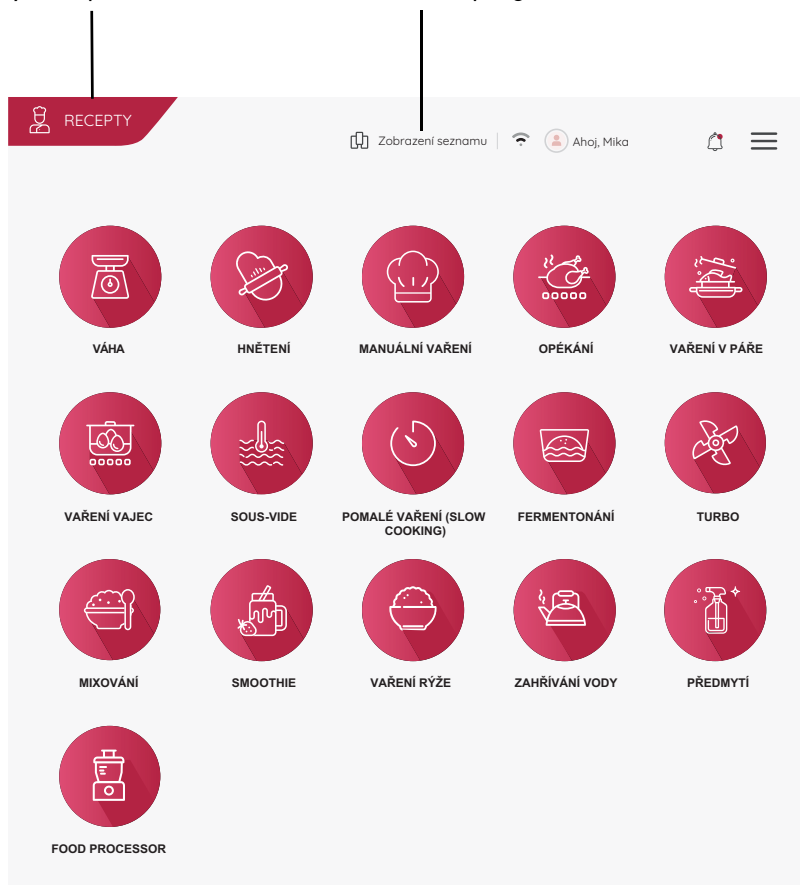 RECEPTY
Zobrazení seznamu
Ahoj, Mika
VÁHA
HNĚTENÍ
MANUÁLNÍ VAŘENÍ
OPÉKÁNÍ
VAŘENÍ V PÁŘE
VAŘENÍ VAJEC
SOUS-VIDE
POMALÉ VAŘENÍ (SLOW
COOKING)
FERMENTONÁNÍ
TURBO
MIXOVÁNÍ
SMOOTHIE
VAŘENÍ RÝŽE
ZAHŘÍVÁNÍ VODY
PŘEDMYTÍ
FOOD PROCESSOR